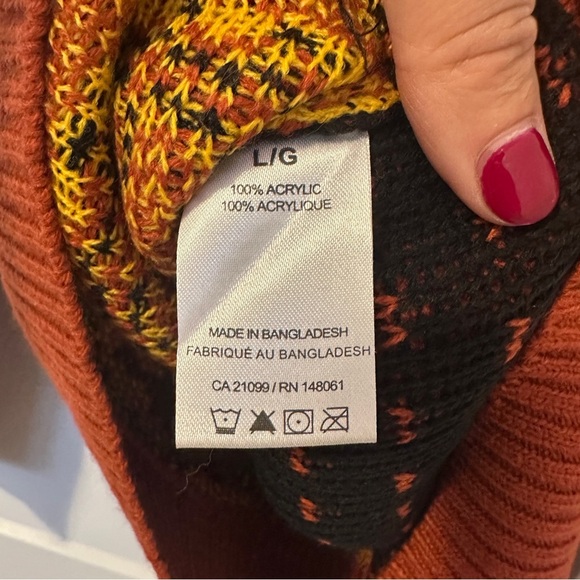 L/G
100% ACRYLIC
100% ACRYLIQUE
MADE IN BANGLADESH
FABRIQUÉ AU BANGLADESH
CA 21099 / RN 148061